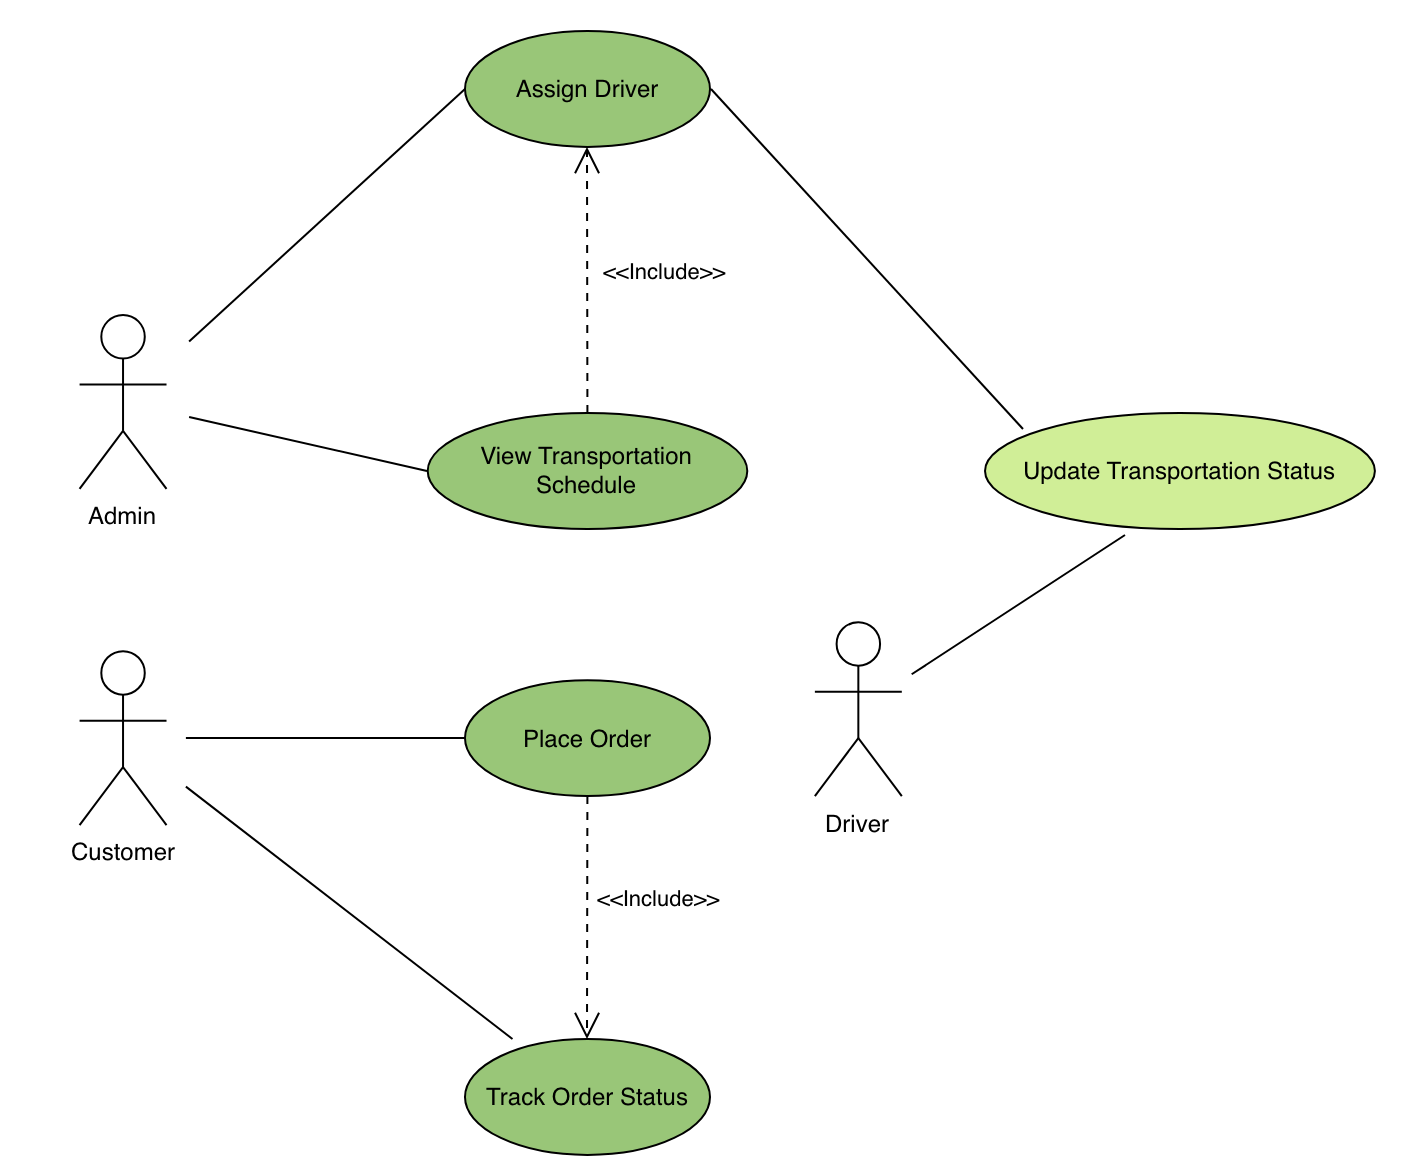 Assign Driver
<<Include>>
View Transportation
Schedule
Update Transportation Status
Admin
Place Order
Driver
Customer
<<Include>>
Track Order Status